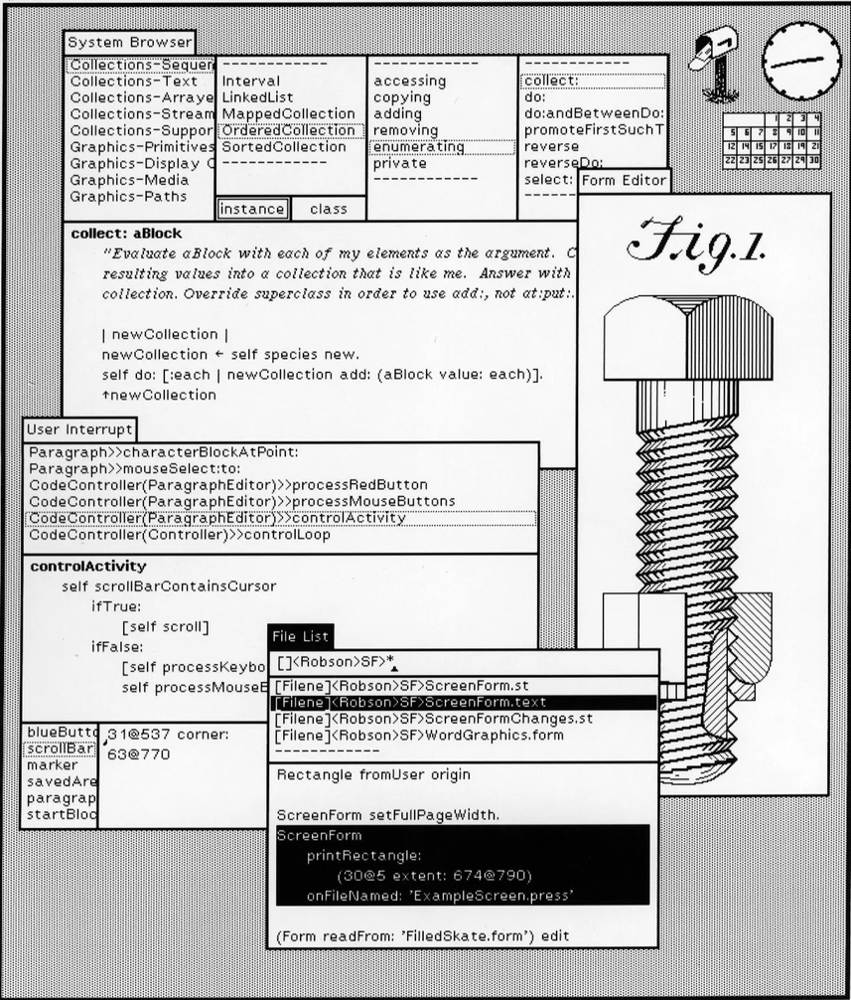 System Browser
Collections-Sequen
Collections-Text
Collections-Arraye
Collections-Stream
Collections-Suppor
Graphics-Primitives
Graphics-Display C
Graphics-Media
Graphics-Paths
------------
Interval
LinkedList
MappedCollection
OrderedCollection
SortedCollection
------------
instance
class
------------
accessing
copying
adding
removing
enumerating
private
------------
------------
collect:
do:
do:andBetweenDo:
promoteFirstSuchT
reverse
reverseDo:
select:
1 2 3 4
5 6 7 8 9 10 11
12 13 14 15 16 17 18
22 23 24 25 26 27 28 29 30
collect: aBlock
"Evaluate aBlock with each of my elements as the argument. C
resulting values into a collection that is like me. Answer with
collection. Override superclass in order to use add:, not at:put:.
| newCollection |
newCollection ← self species new.
self do: [:each | newCollection add: (aBlock value: each)].
↑newCollection
Form Editor
Fig. 1.
User Interrupt
Paragraph>>characterBlockAtPoint:
Paragraph>>mouseSelect:to:
CodeController(ParagraphEditor)>>processRedButton
CodeController(ParagraphEditor)>>processMouseButtons
CodeController(ParagraphEditor)>>controlActivity
CodeController(Controller)>>controlLoop
controlActivity
self scrollBarContainsCursor
ifTrue:
[self scroll]
ifFalse:
[self processKeybo
self processMouseB
blueButto
scrollBar
marker
savedAre
paragrap
startBloc
31@537 corner:
63@770
File List
[]<Robson>SF>*
[Filene]<Robson>SF>ScreenForm.st
[Filene]<Robson>SF>ScreenForm.text
[Filene]<Robson>SF>ScreenFormChanges.st
[Filene]<Robson>SF>WordGraphics.form
------------
Rectangle fromUser origin
ScreenForm setFullPageWidth.
ScreenForm
printRectangle:
(30@5 extent: 674@790)
onFileNamed: 'ExampleScreen.press'
(Form readFrom: 'FilledSkate.form') edit